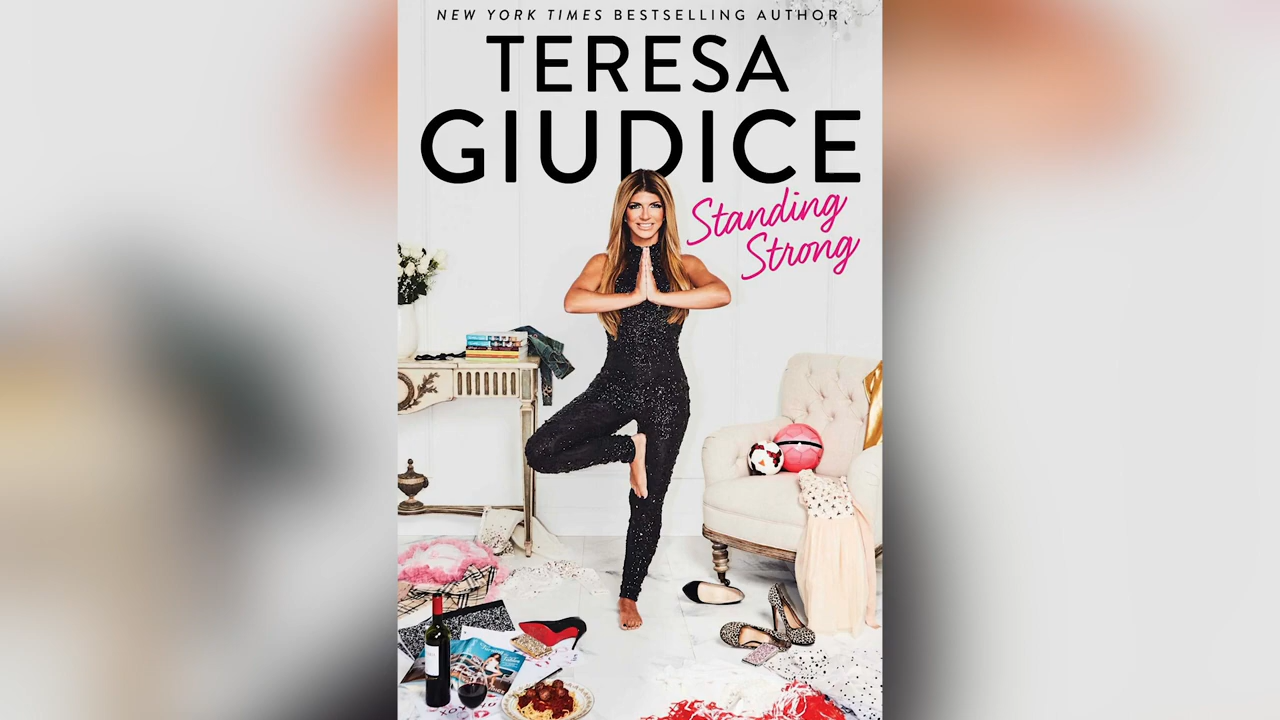 NEW YORK TIMES BESTSELLING AUTHOR
TERESA
GIUDICE
Standing
Strong